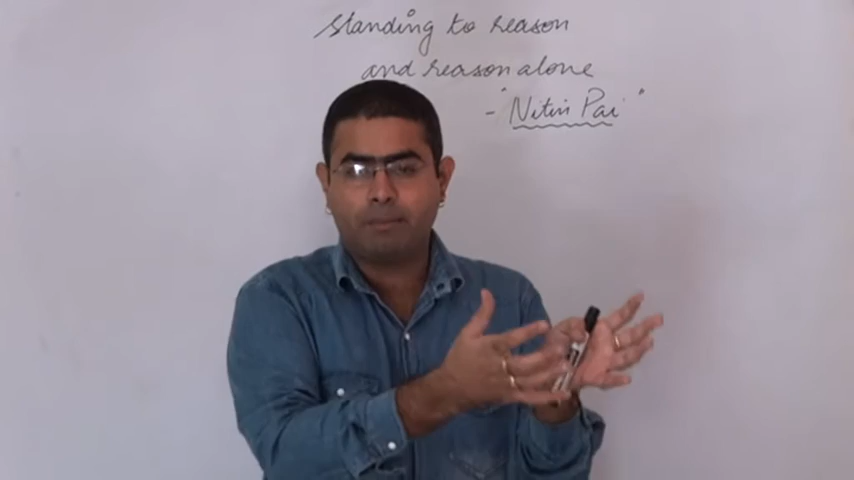 standing to reason
and reason alone
- "Nitin Pai"